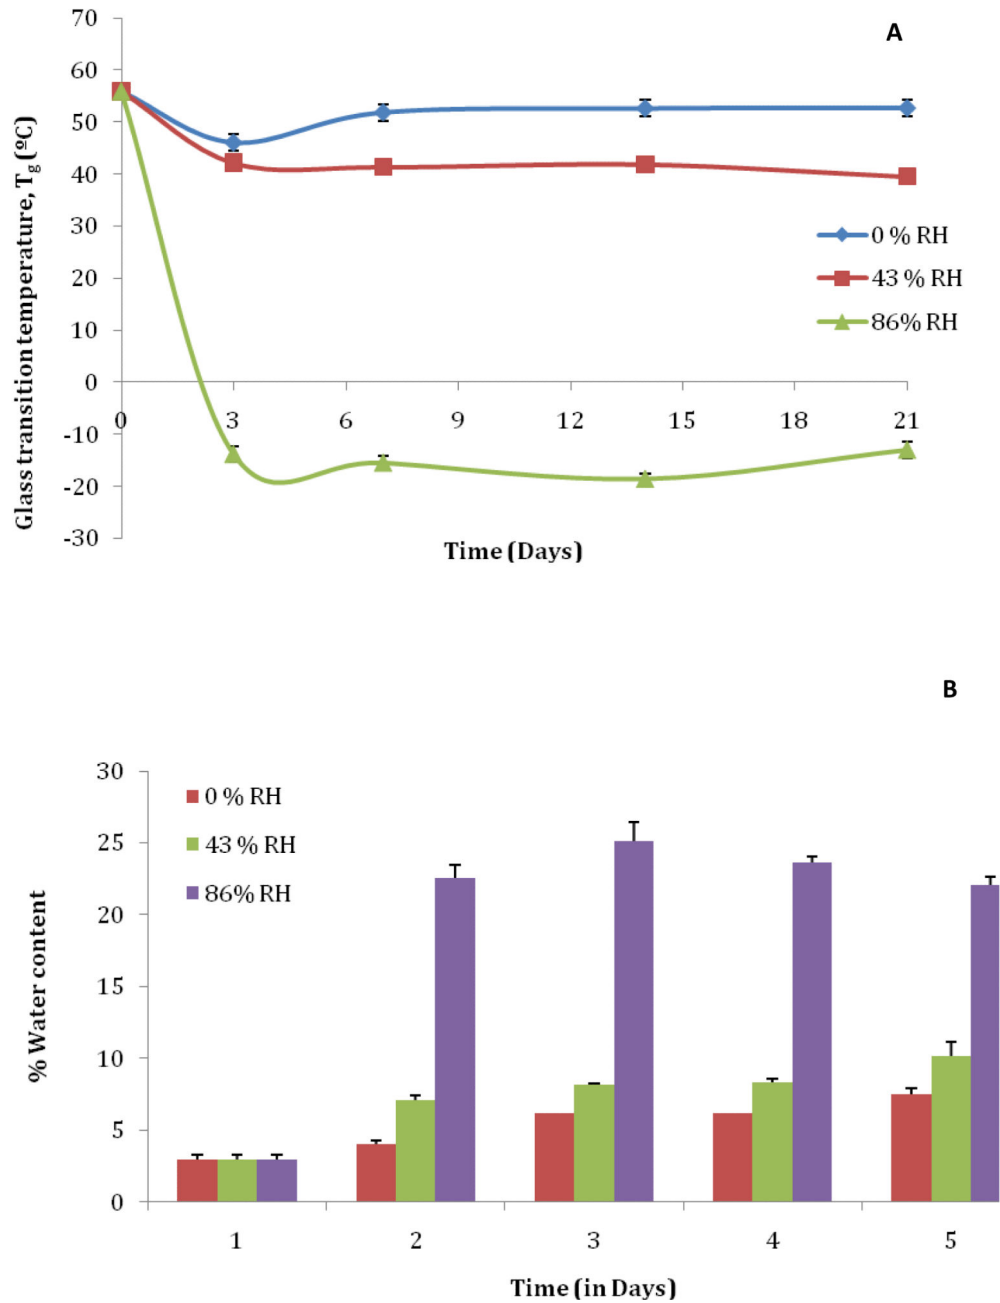 A
70
60
50
40
30
20
10
0
-10
-20
-30
Glass transition temperature, Tg (ºC)
0 3 6 9 12 15 18 21
Time (Days)
0 % RH
43 % RH
86% RH
B
30
25
20
15
10
5
0
% Water content
0 % RH
43 % RH
86% RH
1 2 3 4 5
Time (in Days)